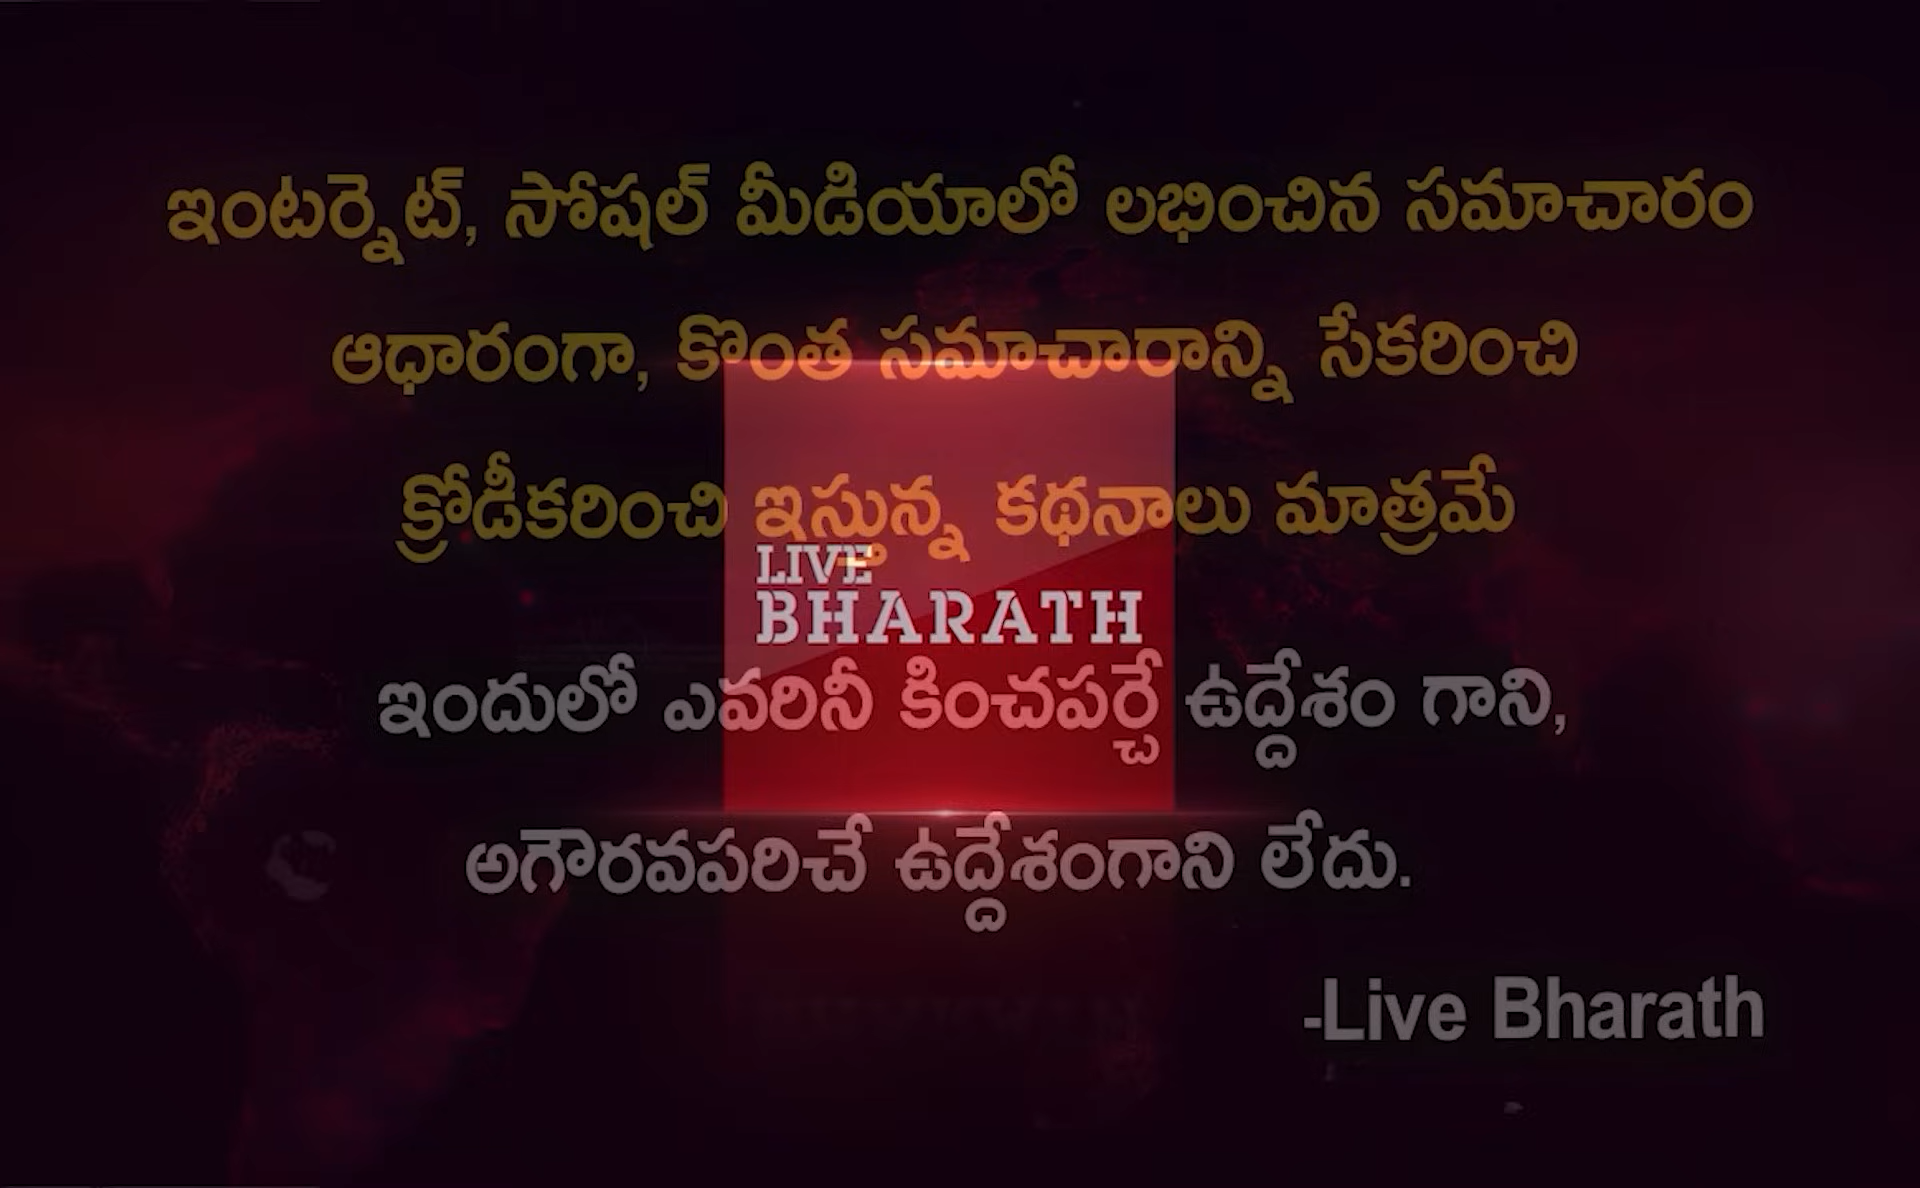 ఇంటర్నెట్, సోషల్ మీడియాలో లభించిన సమాచారం
ఆధారంగా, కొంత సమాచారాన్ని సేకరించి
క్రోడీకరించి ఇస్తున్న కథనాలు మాత్రమే
LIVE
BHARATH
ఇందులో ఎవరినీ కించపర్చే ఉద్దేశం గాని,
అగౌరవపరిచే ఉద్దేశంగాని లేదు.
-Live Bharath